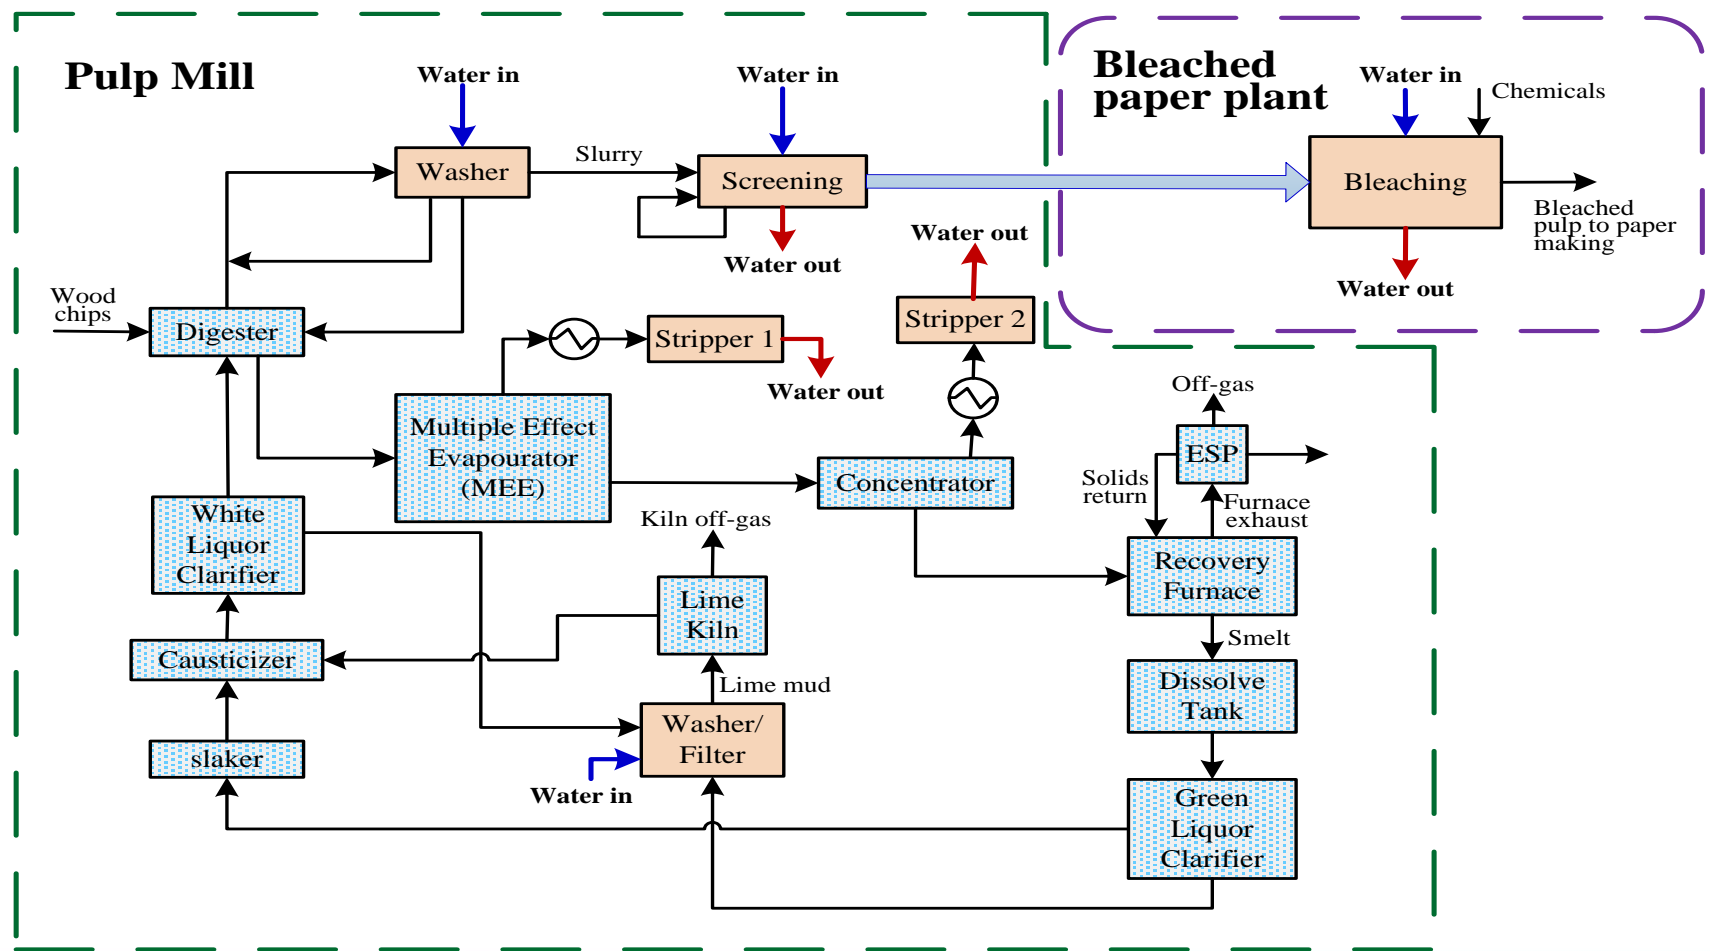 Pulp Mill
Bleached
paper plant
Water in
Water in
Water in
Chemicals
Washer
Slurry
Screening
Bleaching
Bleached
pulp to paper
making
Water out
Water out
Water out
Wood
chips
Digester
Stripper 1
Stripper 2
Water out
Off-gas
Multiple Effect
Evapourator
(MEE)
Concentrator
ESP
Solids
return
Furnace
exhaust
White
Liquor
Clarifier
Kiln off-gas
Recovery
Furnace
Lime
Kiln
Smelt
Causticizer
Lime mud
Dissolve
Tank
Washer/
Filter
slaker
Water in
Green
Liquor
Clarifier